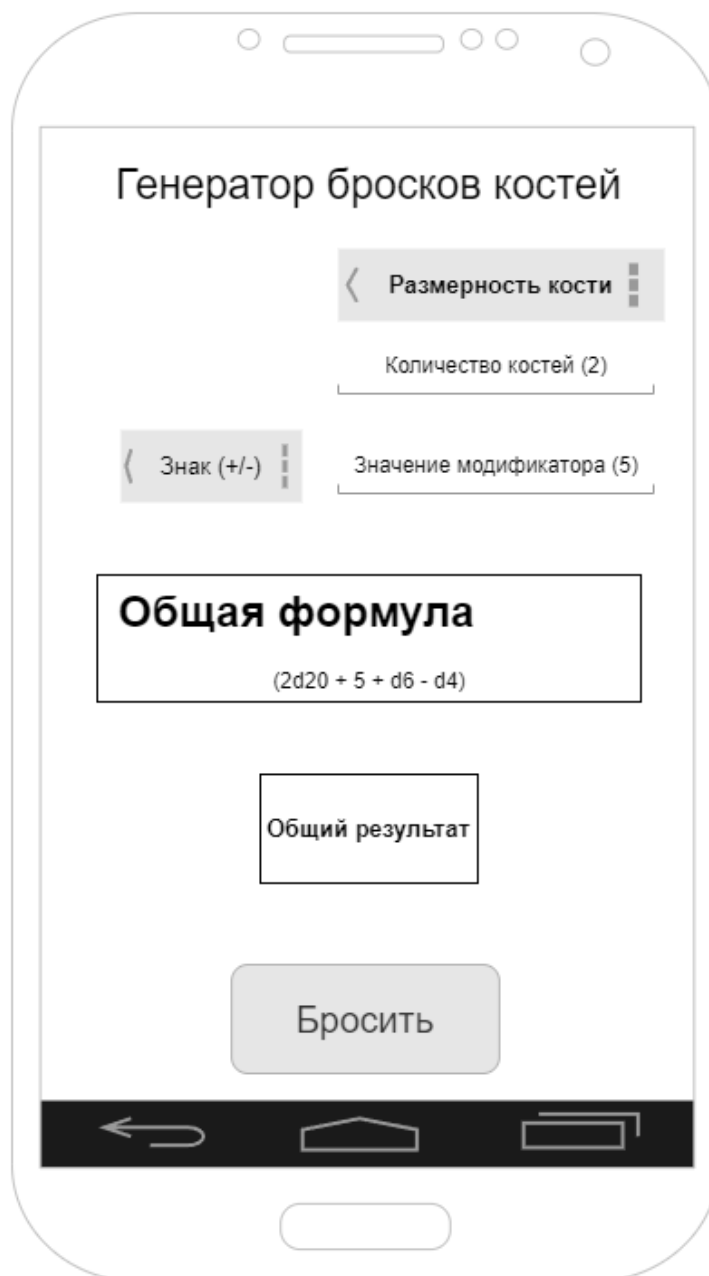 Генератор бросков костей
Размерность кости
Количество костей (2)
Знак (+/-)
Значение модификатора (5)
Общая формула
(2d20 + 5 + d6 - d4)
Общий результат
Бросить